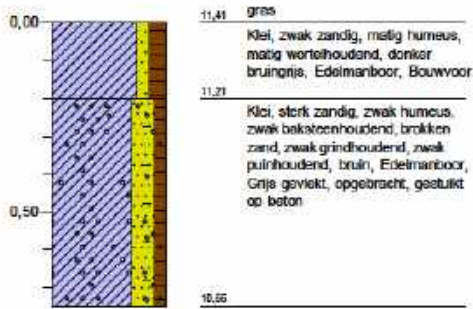 0,00
11,41 gras
Klei, zwak zandig, matig humeus,
matig wortelhoudend, donker
bruingrijs, Edelmanboor, Bouwvoor
11,21
Klei, sterk zandig, zwak humeus,
zwak baksteenhoudend, brokken
zand, zwak grindhoudend, zwak
puinhoudend, bruin, Edelmanboor,
Grijs gevlekt, opgebracht, gestuikt
op beton
0,50
10,66